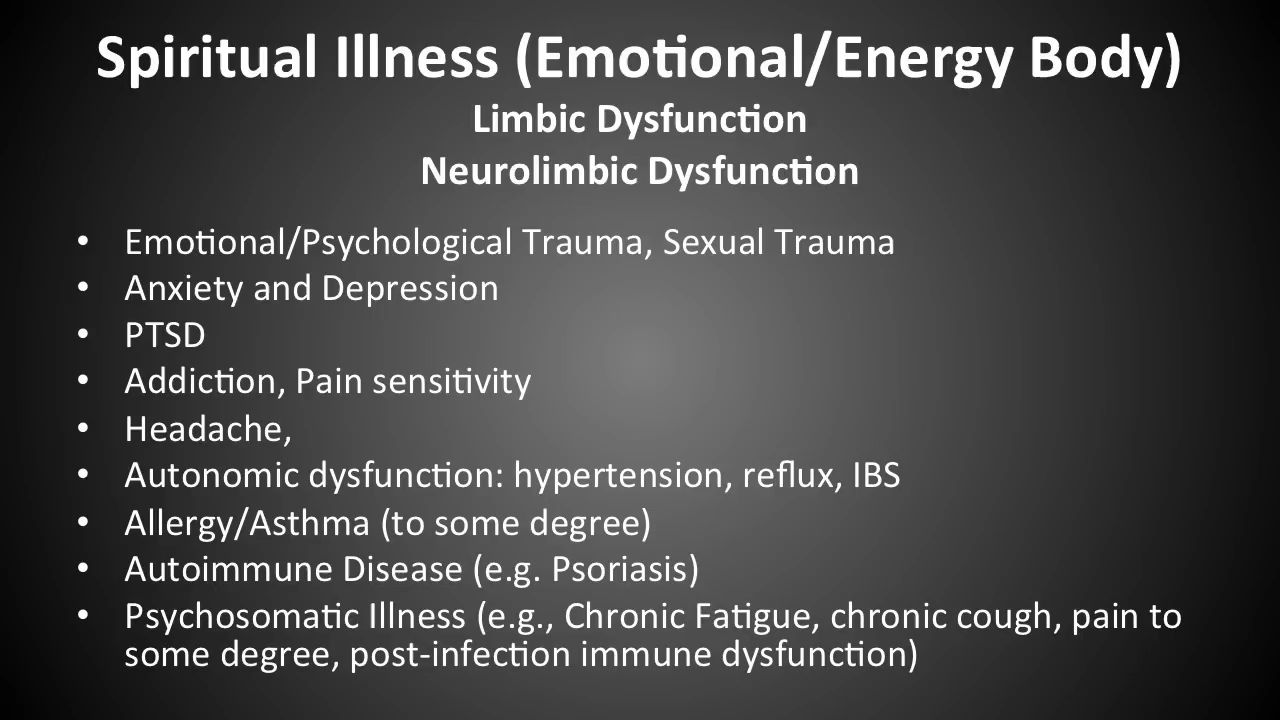 Spiritual Illness (Emotional/Energy Body)
Limbic Dysfunction
Neurolimbic Dysfunction
• Emotional/Psychological Trauma, Sexual Trauma
• Anxiety and Depression
• PTSD
• Addiction, Pain sensitivity
• Headache,
• Autonomic dysfunction: hypertension, reflux, IBS
• Allergy/Asthma (to some degree)
• Autoimmune Disease (e.g. Psoriasis)
• Psychosomatic Illness (e.g., Chronic Fatigue, chronic cough, pain to
some degree, post-infection immune dysfunction)